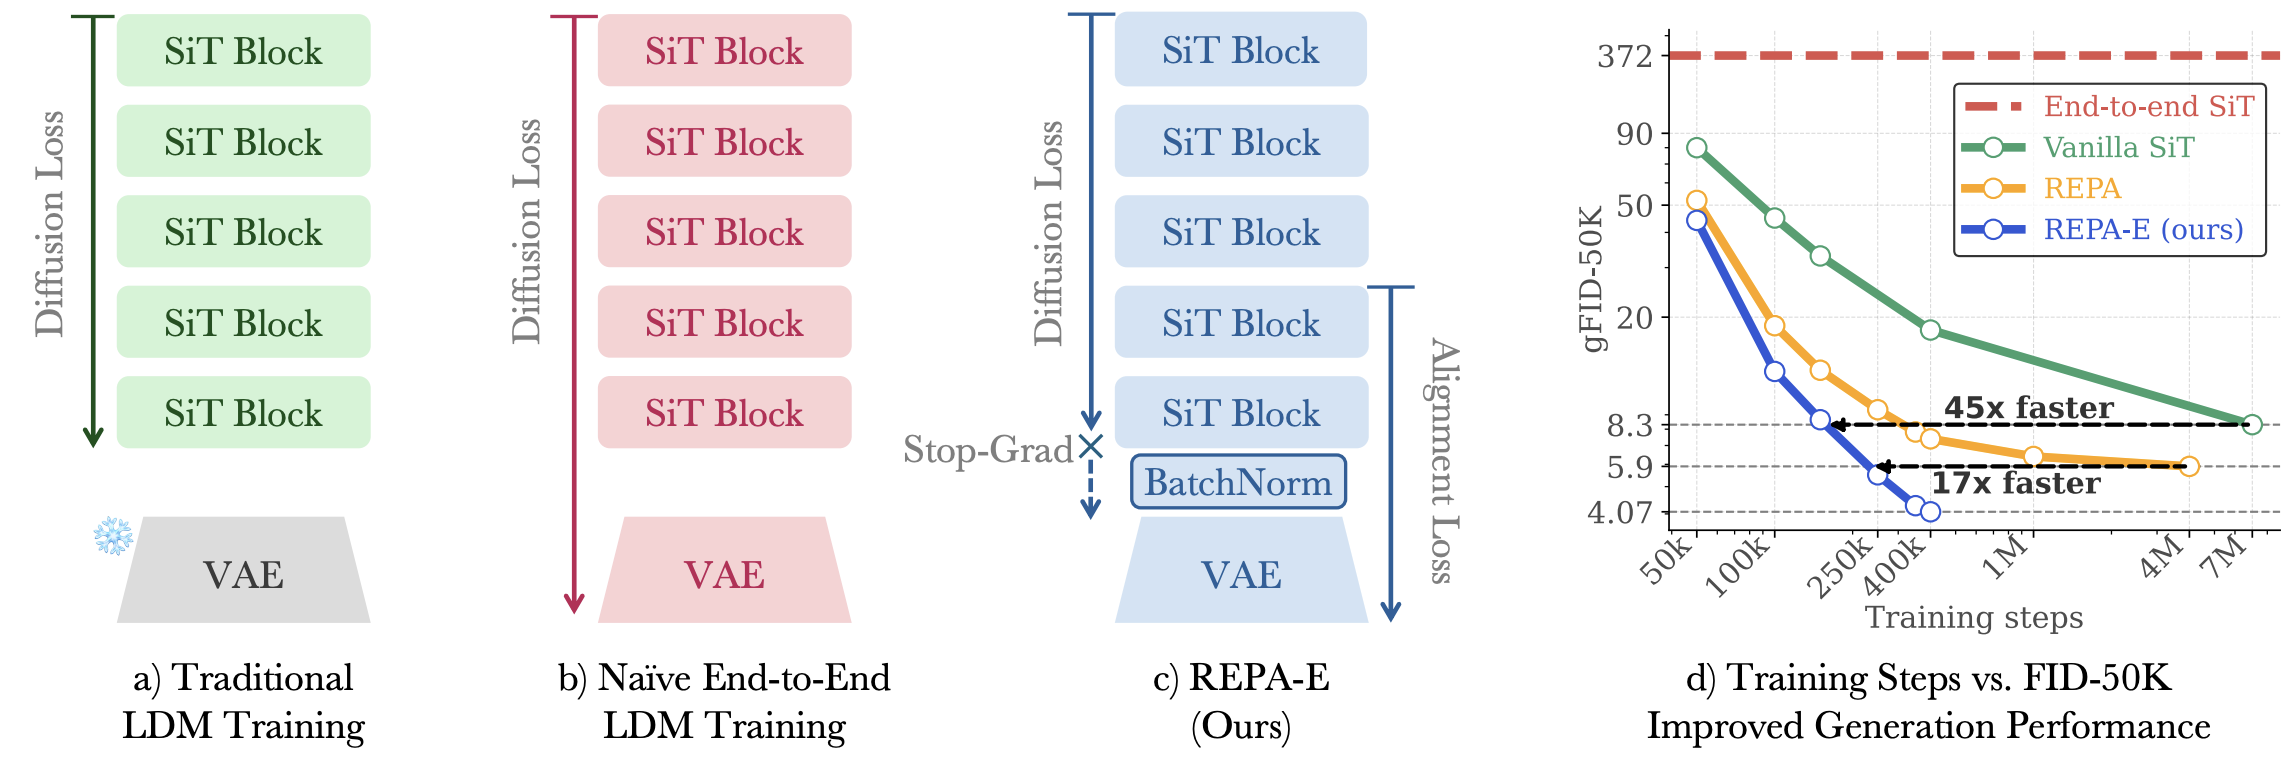 Diffusion Loss
SiT Block
SiT Block
SiT Block
SiT Block
SiT Block
VAE
a) Traditional
LDM Training
Diffusion Loss
SiT Block
SiT Block
SiT Block
SiT Block
SiT Block
VAE
b) Naïve End-to-End
LDM Training
Diffusion Loss
SiT Block
SiT Block
SiT Block
SiT Block
SiT Block
Stop-Grad
BatchNorm
VAE
Alignment Loss
c) REPA-E
(Ours)
gFID-50K
372
90
50
20
8.3
5.9
4.07
End-to-end SiT
Vanilla SiT
REPA
REPA-E (ours)
45x faster
17x faster
50k
100k
250k
400k
1M
4M
7M
Training steps
d) Training Steps vs. FID-50K
Improved Generation Performance